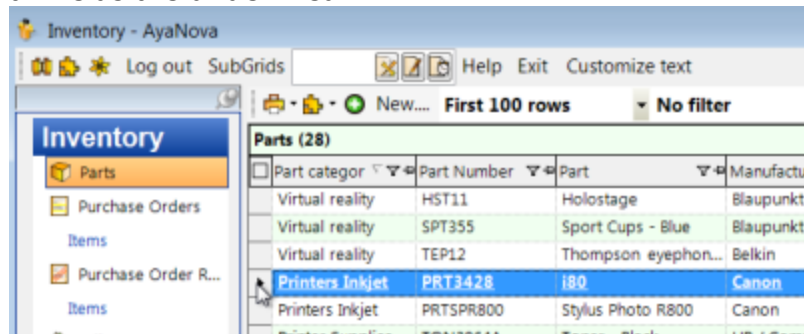 Inventory - AyaNova
Log out SubGrids Help Exit Customize text
New.... First 100 rows No filter
Inventory
Parts
Purchase Orders
Items
Purchase Order R...
Items
Parts (28)
Part categor Part Number Part Manufactu
Virtual reality HST11 Holostage Blaupunkt
Virtual reality SPT355 Sport Cups - Blue Blaupunkt
Virtual reality TEP12 Thompson eyephon... Belkin
Printers Inkjet PRT3428 i80 Canon
Printers Inkjet PRTSPR800 Stylus Photo R800 Canon